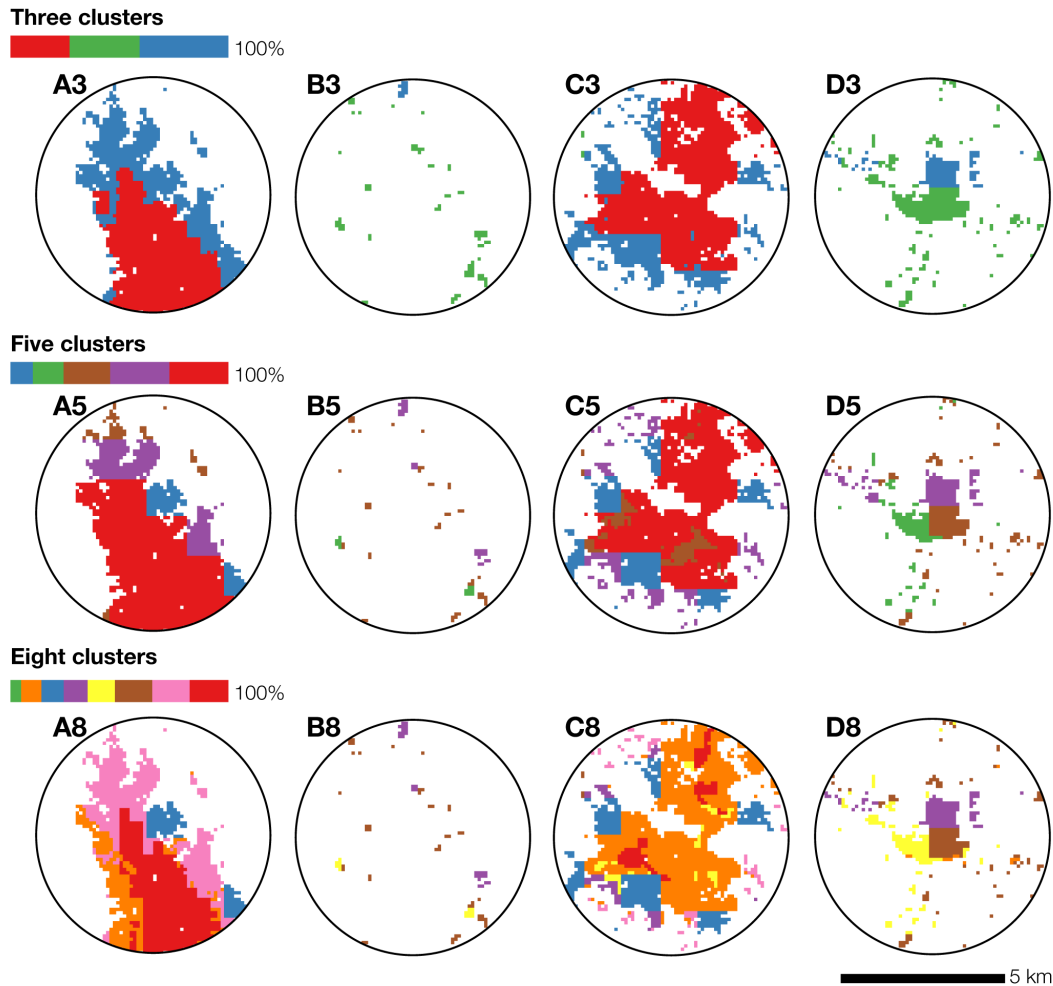 Three clusters
100%
A3 B3 C3 D3
Five clusters
100%
A5 B5 C5 D5
Eight clusters
100%
A8 B8 C8 D8
5 km